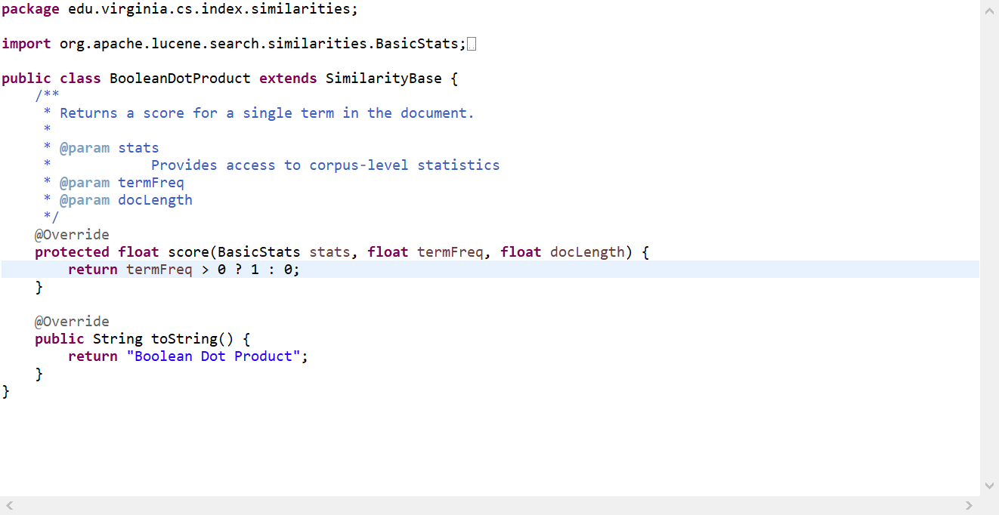 package edu.virginia.cs.index.similarities;
import org.apache.lucene.search.similarities.BasicStats;
public class BooleanDotProduct extends SimilarityBase {
/**
* Returns a score for a single term in the document.
*
* @param stats
* Provides access to corpus-level statistics
* @param termFreq
* @param docLength
*/
@Override
protected float score(BasicStats stats, float termFreq, float docLength) {
return termFreq > 0 ? 1 : 0;
}
@Override
public String toString() {
return "Boolean Dot Product";
}
}